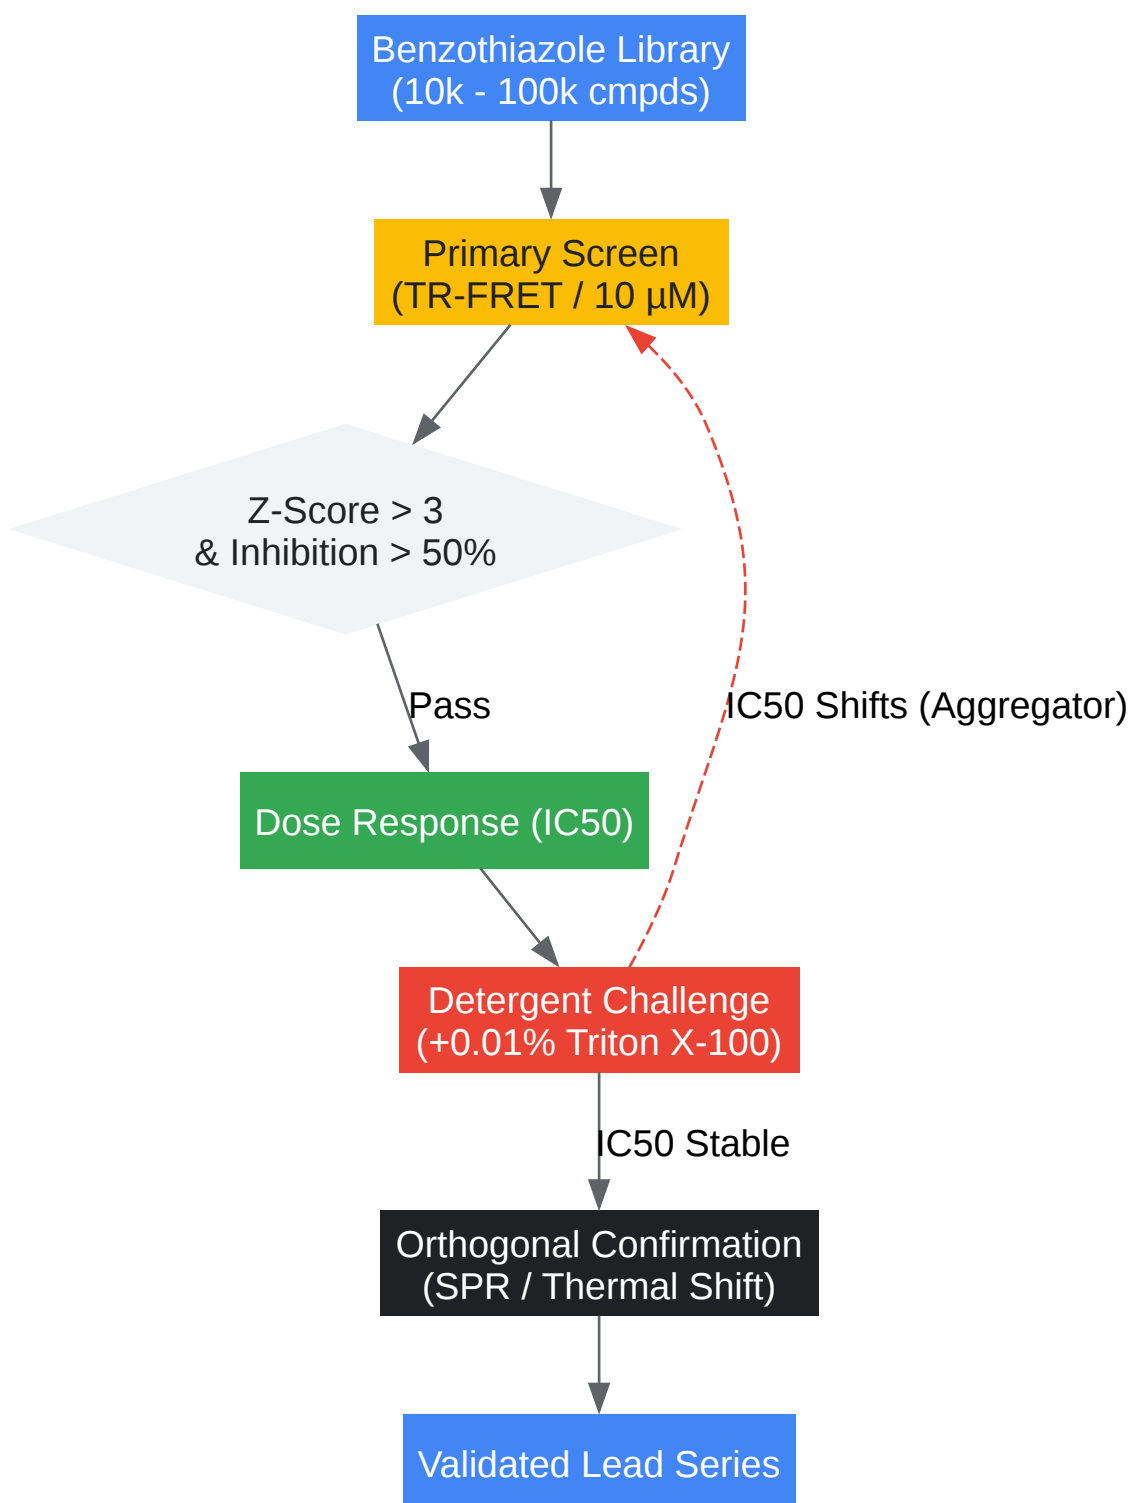 Benzothiazole Library
(10k - 100k cmpds)
Primary Screen
(TR-FRET / 10 µM)
Z-Score > 3
& Inhibition > 50%
Pass
IC50 Shifts (Aggregator)
Dose Response (IC50)
Detergent Challenge
(+0.01% Triton X-100)
IC50 Stable
Orthogonal Confirmation
(SPR / Thermal Shift)
Validated Lead Series